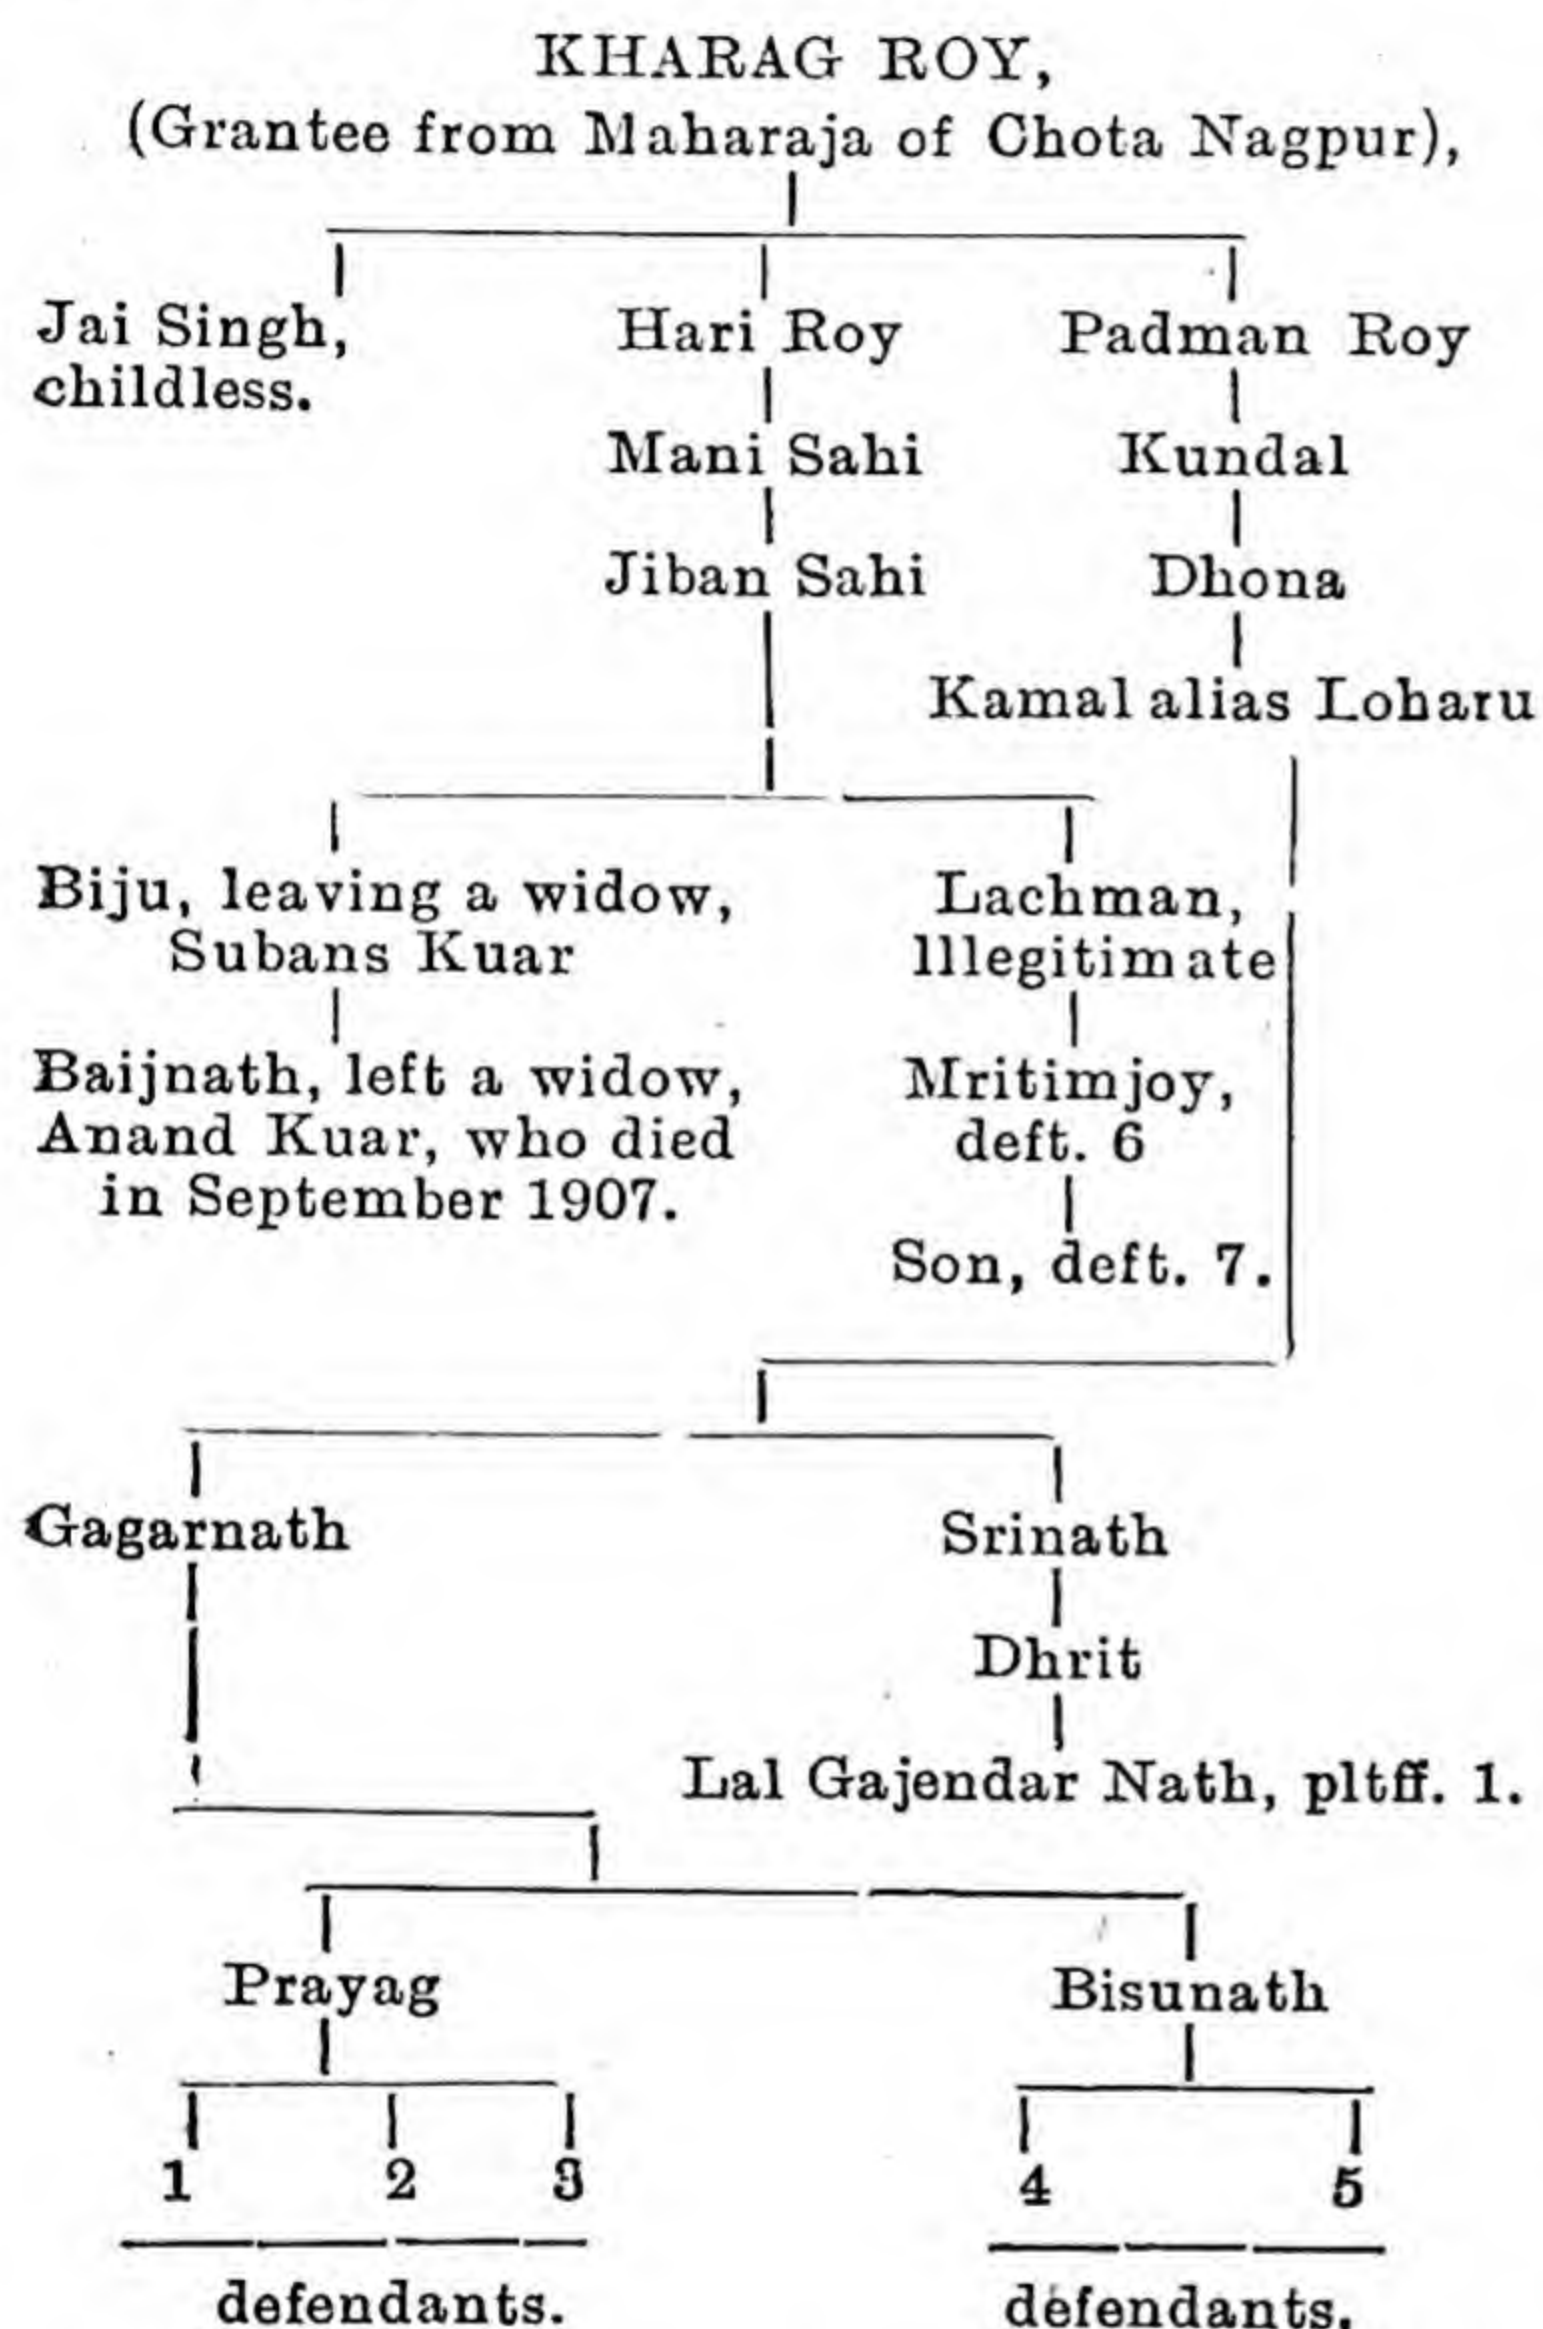 KHARAG ROY,
(Grantee from Maharaja of Chota Nagpur),
Jai Singh,
childless.
Hari Roy
Padman Roy
Mani Sahi
Kundal
Jiban Sahi
Dhona
Kamal alias Loharu
Biju, leaving a widow,
Subans Kuar
Lachman,
Illegitimate
Baijnath, left a widow,
Anand Kuar, who died
in September 1907.
Mritimjoy,
deft. 6
Son, deft. 7.
Gagarnath
Srinath
Dhrit
Lal Gajendar Nath, pltff. 1.
Prayag
Bisunath
1 2 3
4 5
defendants.
defendants.